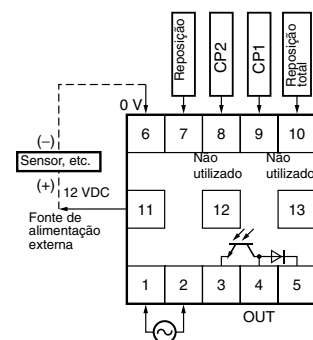 Reposição
CP2
CP1
Reposição
total
0 V
6
7
8
9
10
(–)
Sensor, etc.
(+)
12 VDC
Fonte de
alimentação
externa
Não
utilizado
Não
utilizado
11
12
13
1
2
3
4
5
OUT